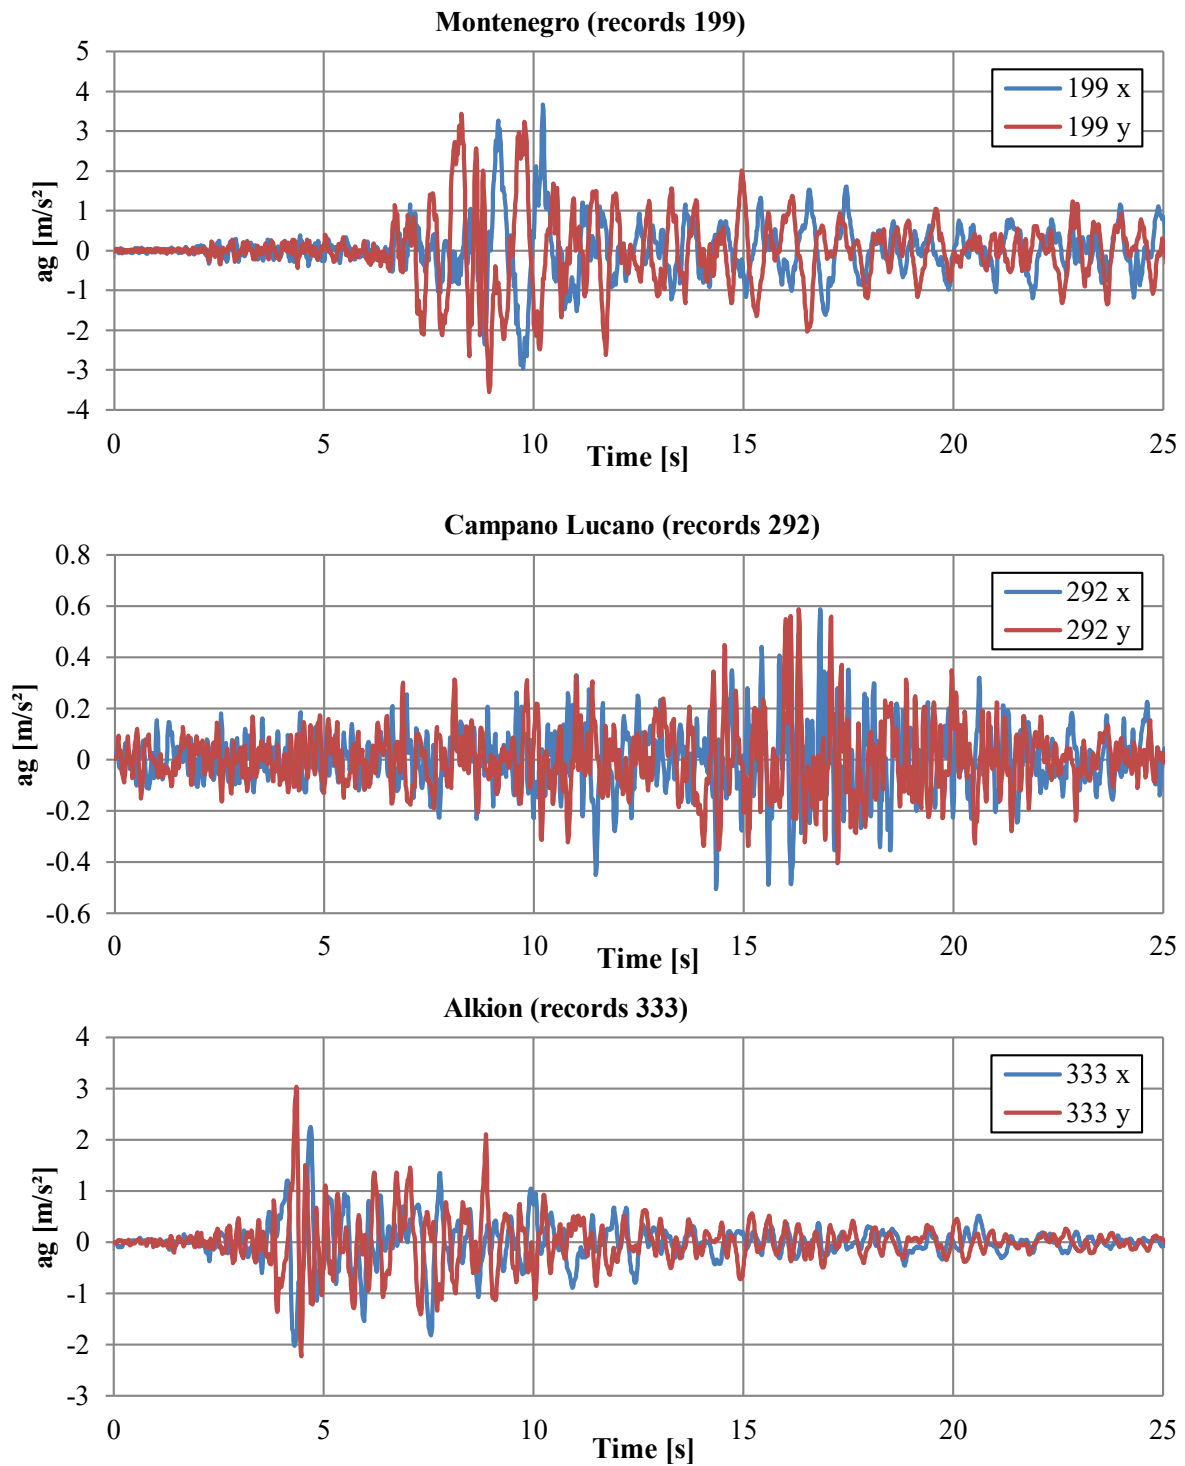 Montenegro (records 199)
5
4
3
2
1
0
-1
-2
-3
-4
ag [m/s²]
199 x
199 y
0 5 10 15 20 25
Time [s]
Campano Lucano (records 292)
0.8
0.6
0.4
0.2
0
-0.2
-0.4
-0.6
ag [m/s²]
292 x
292 y
0 5 10 15 20 25
Time [s]
Alkion (records 333)
4
3
2
1
0
-1
-2
-3
ag [m/s²]
333 x
333 y
0 5 10 15 20 25
Time [s]